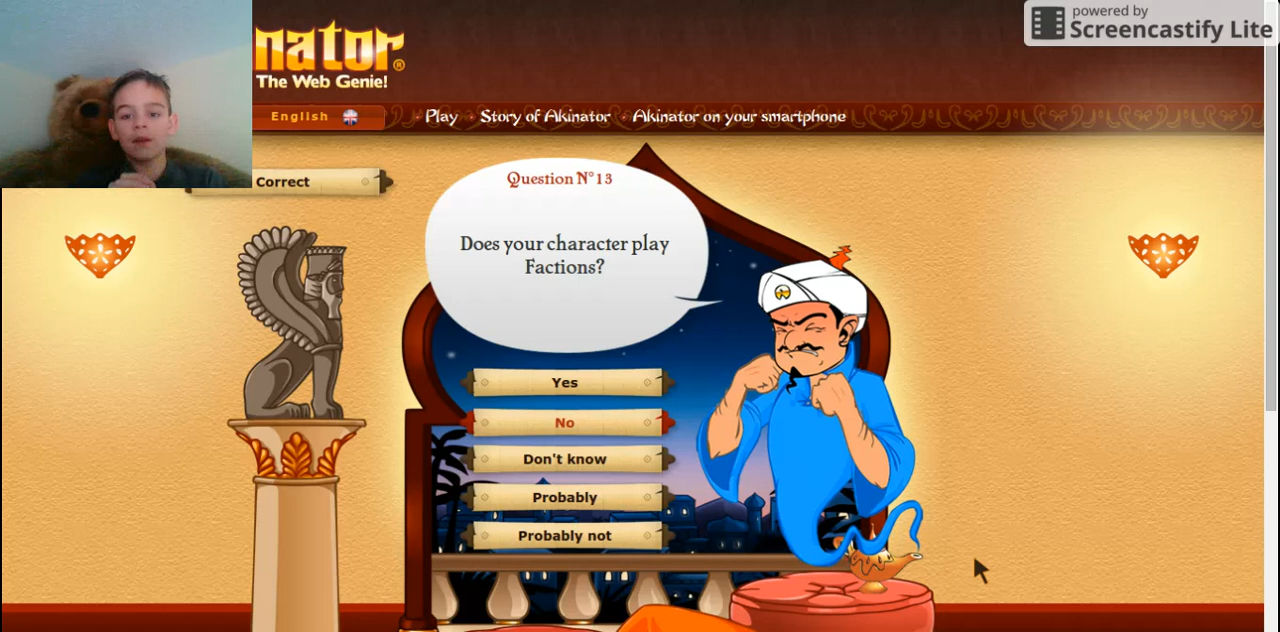 powered by
Screencastify Lite
nator®
The Web Genie!
English
Play
Story of Akinator
Akinator on your smartphone
Correct
Question N°13
Does your character play
Factions?
Yes
No
Don't know
Probably
Probably not